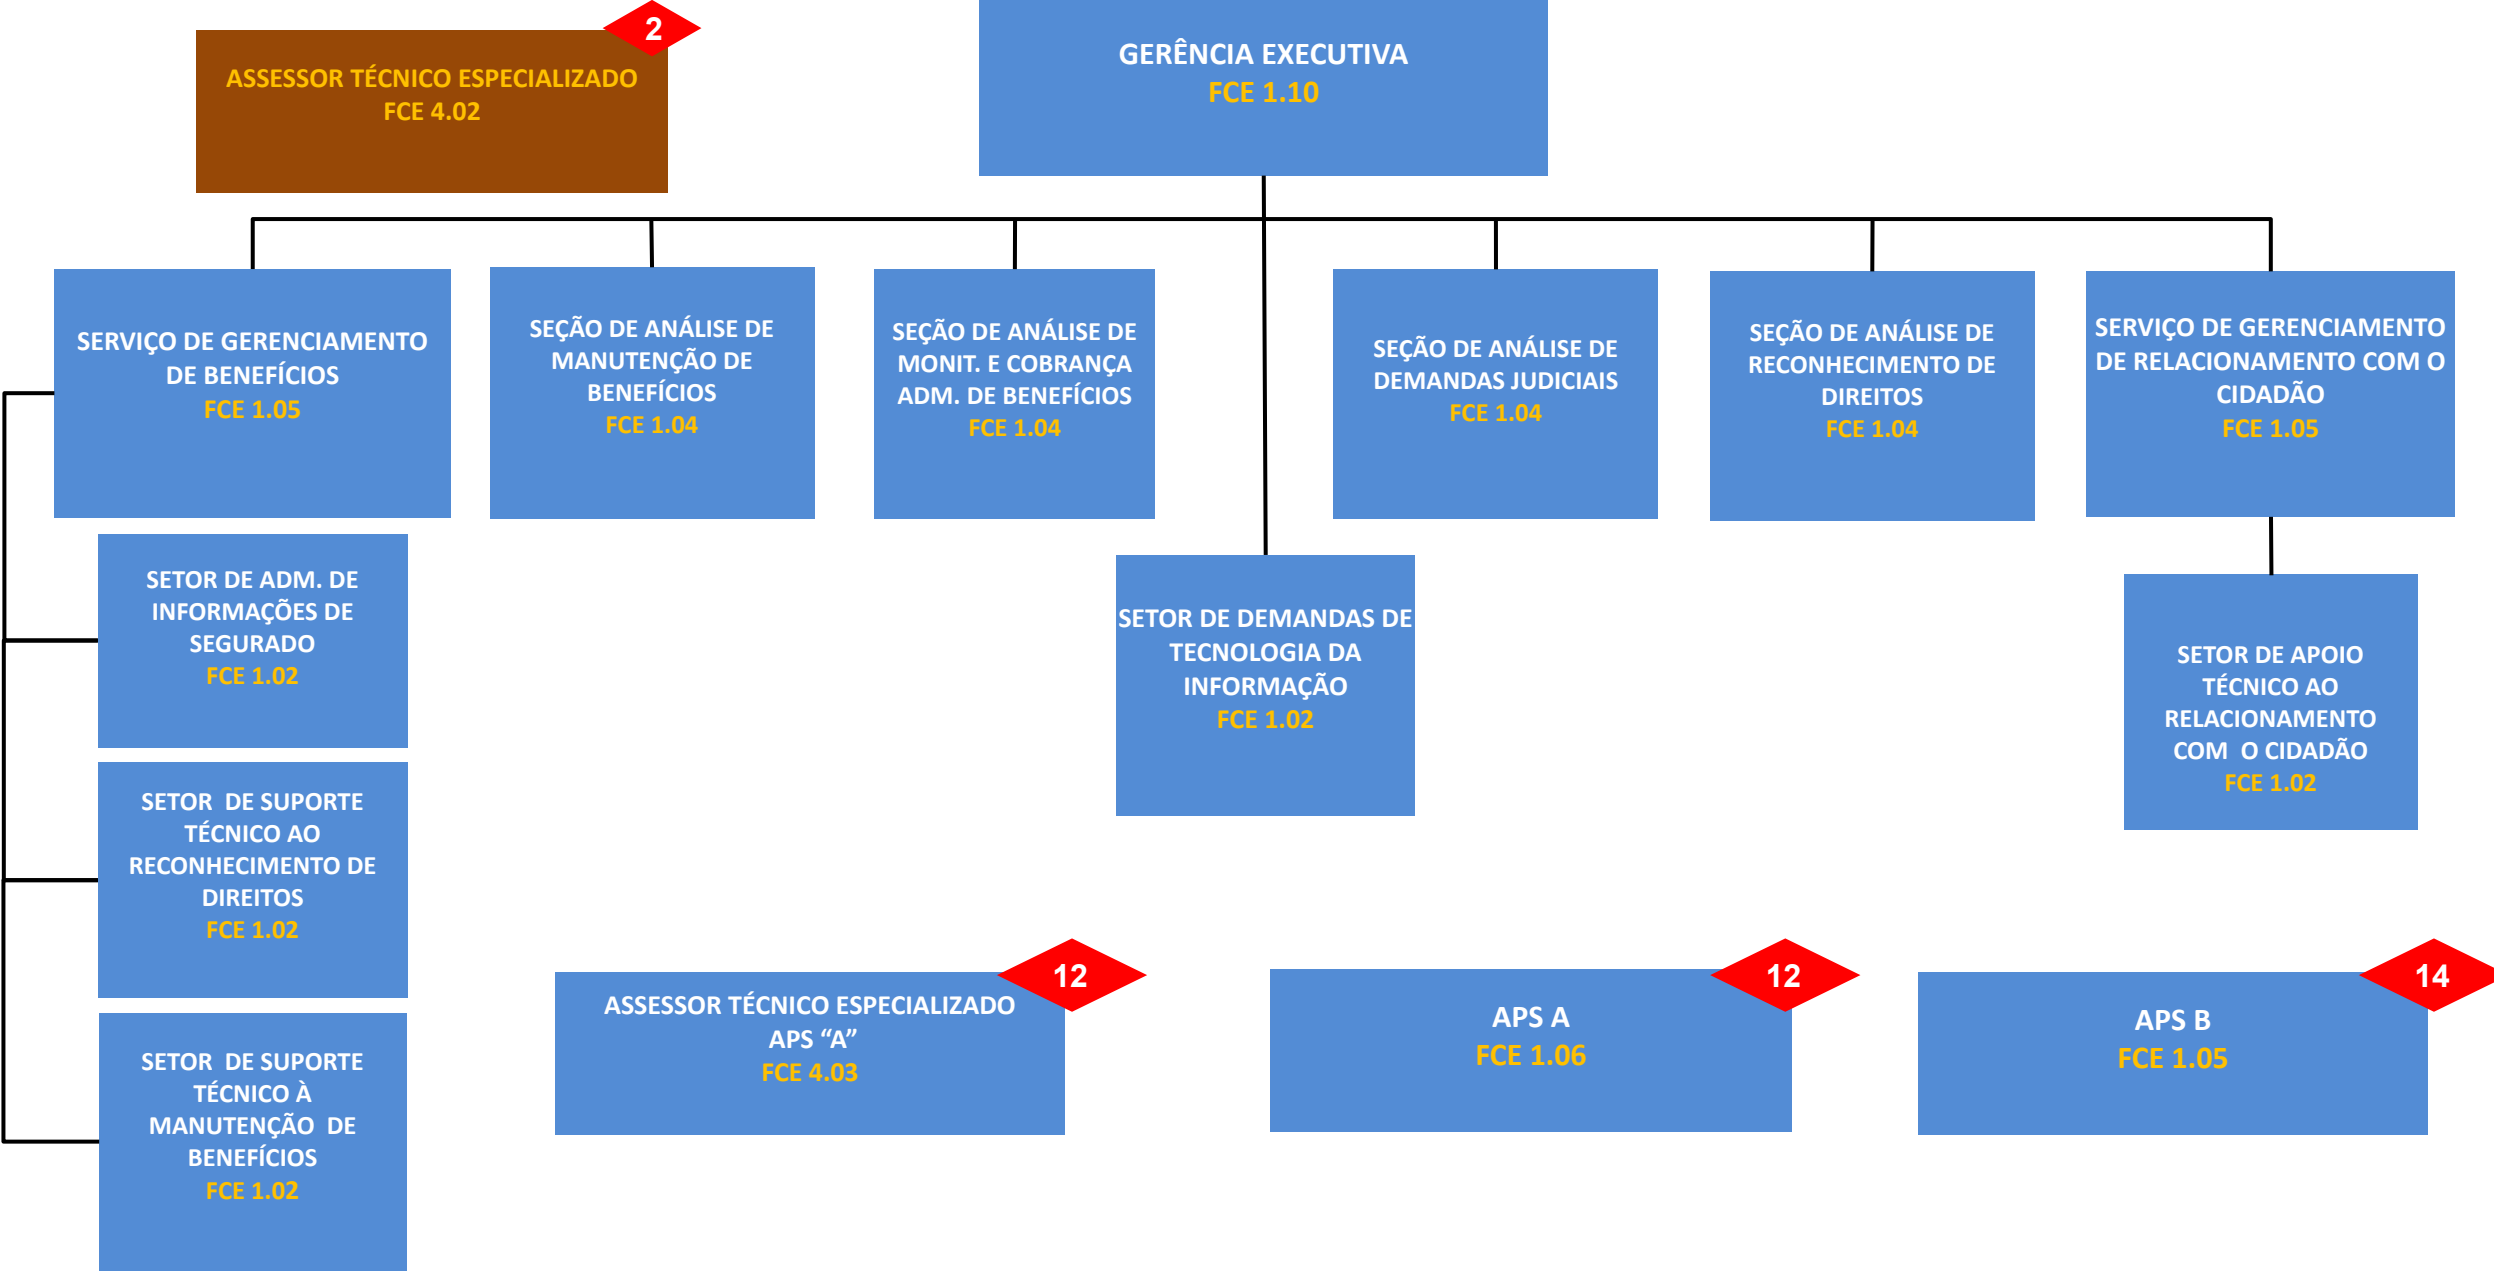 2
ASSESSOR TÉCNICO ESPECIALIZADO
FCE 4.02
GERÊNCIA EXECUTIVA
FCE 1.10
SERVIÇO DE GERENCIAMENTO
DE BENEFÍCIOS
FCE 1.05
SEÇÃO DE ANÁLISE DE
MANUTENÇÃO DE
BENEFÍCIOS
FCE 1.04
SEÇÃO DE ANÁLISE DE
MONIT. E COBRANÇA
ADM. DE BENEFÍCIOS
FCE 1.04
SEÇÃO DE ANÁLISE DE
DEMANDAS JUDICIAIS
FCE 1.04
SEÇÃO DE ANÁLISE DE
RECONHECIMENTO DE
DIREITOS
FCE 1.04
SERVIÇO DE GERENCIAMENTO
DE RELACIONAMENTO COM O
CIDADÃO
FCE 1.05
SETOR DE ADM. DE
INFORMAÇÕES DE
SEGURADO
FCE 1.02
SETOR DE DEMANDAS DE
TECNOLOGIA DA
INFORMAÇÃO
FCE 1.02
SETOR DE APOIO
TÉCNICO AO
RELACIONAMENTO
COM O CIDADÃO
FCE 1.02
SETOR DE SUPORTE
TÉCNICO AO
RECONHECIMENTO DE
DIREITOS
FCE 1.02
12
ASSESSOR TÉCNICO ESPECIALIZADO
APS “A”
FCE 4.03
12
APS A
FCE 1.06
14
APS B
FCE 1.05
SETOR DE SUPORTE
TÉCNICO À
MANUTENÇÃO DE
BENEFÍCIOS
FCE 1.02